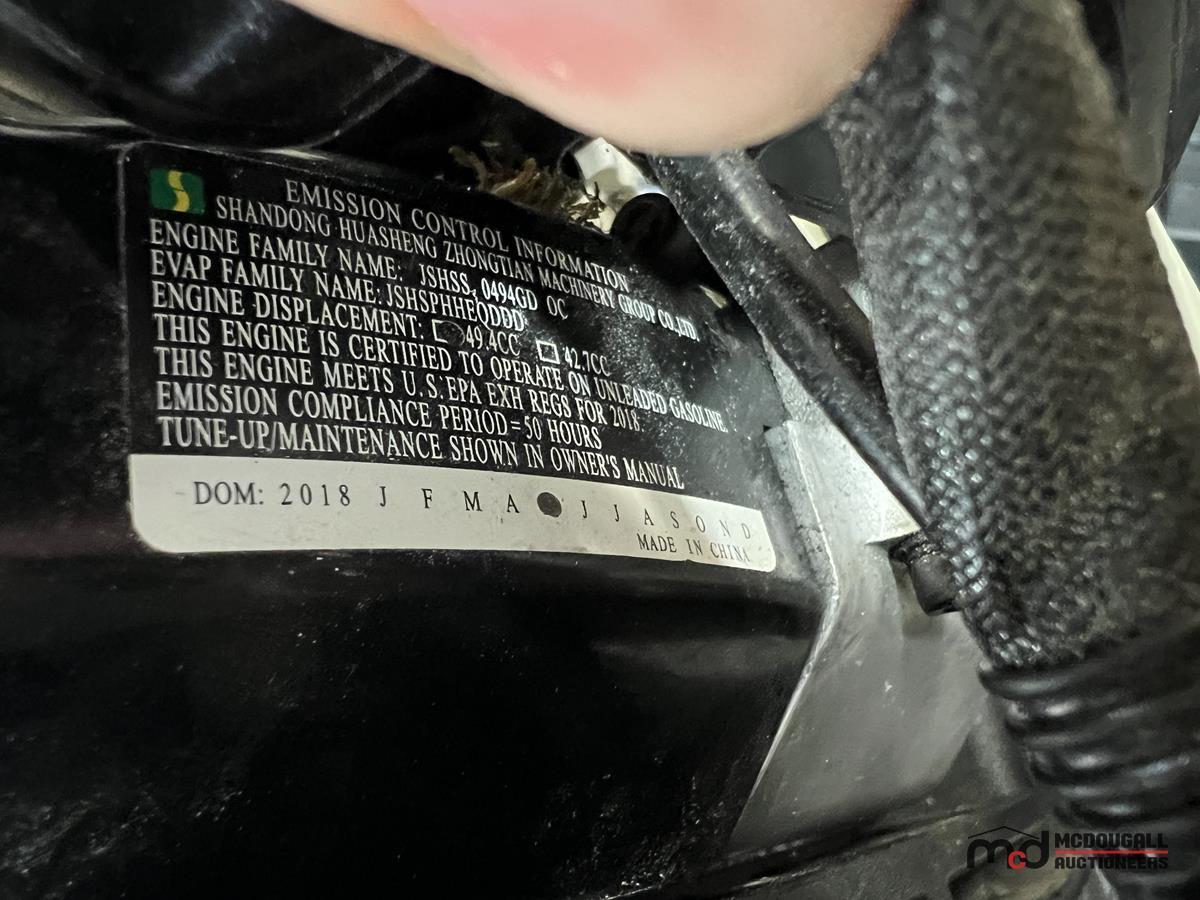 EMISSION CONTROL INFORMATION
SHANDONG HUASHENG ZHONGTIAN MACHINERY GROUP CO.,LTD.
ENGINE FAMILY NAME: JSHSS. 0494GD OC
EVAP FAMILY NAME: JSHSPHHEQDDD
ENGINE DISPLACEMENT: 49.4CC □ 42.7CC
THIS ENGINE IS CERTIFIED TO OPERATE ON UNLEADED GASOLINE.
THIS ENGINE MEETS U.S. EPA EXH REGS FOR 2018.
EMISSION COMPLIANCE PERIOD=50 HOURS
TUNE-UP/MAINTENANCE SHOWN IN OWNER'S MANUAL
DOM: 2018 J F M A ● J J A S O N D
MADE IN CHINA
mcd MCDOUGALL
AUCTIONEERS